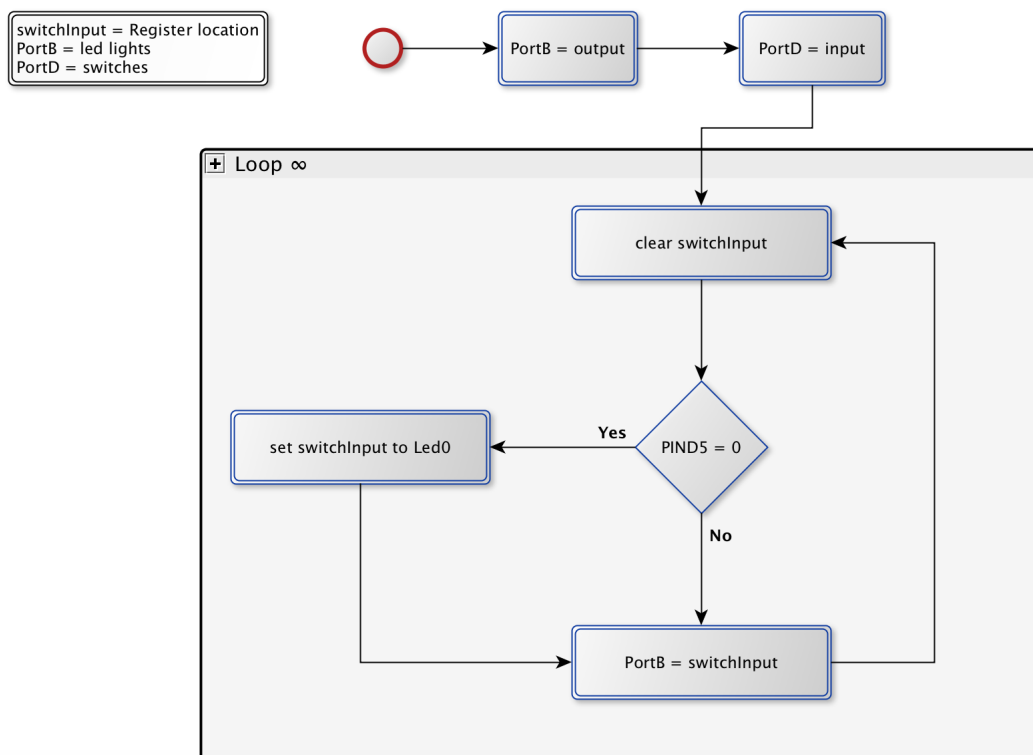 switchInput = Register location
PortB = led lights
PortD = switches
PortB = output
PortD = input
Loop ∞
clear switchInput
PIND5 = 0
Yes
set switchInput to Led0
No
PortB = switchInput